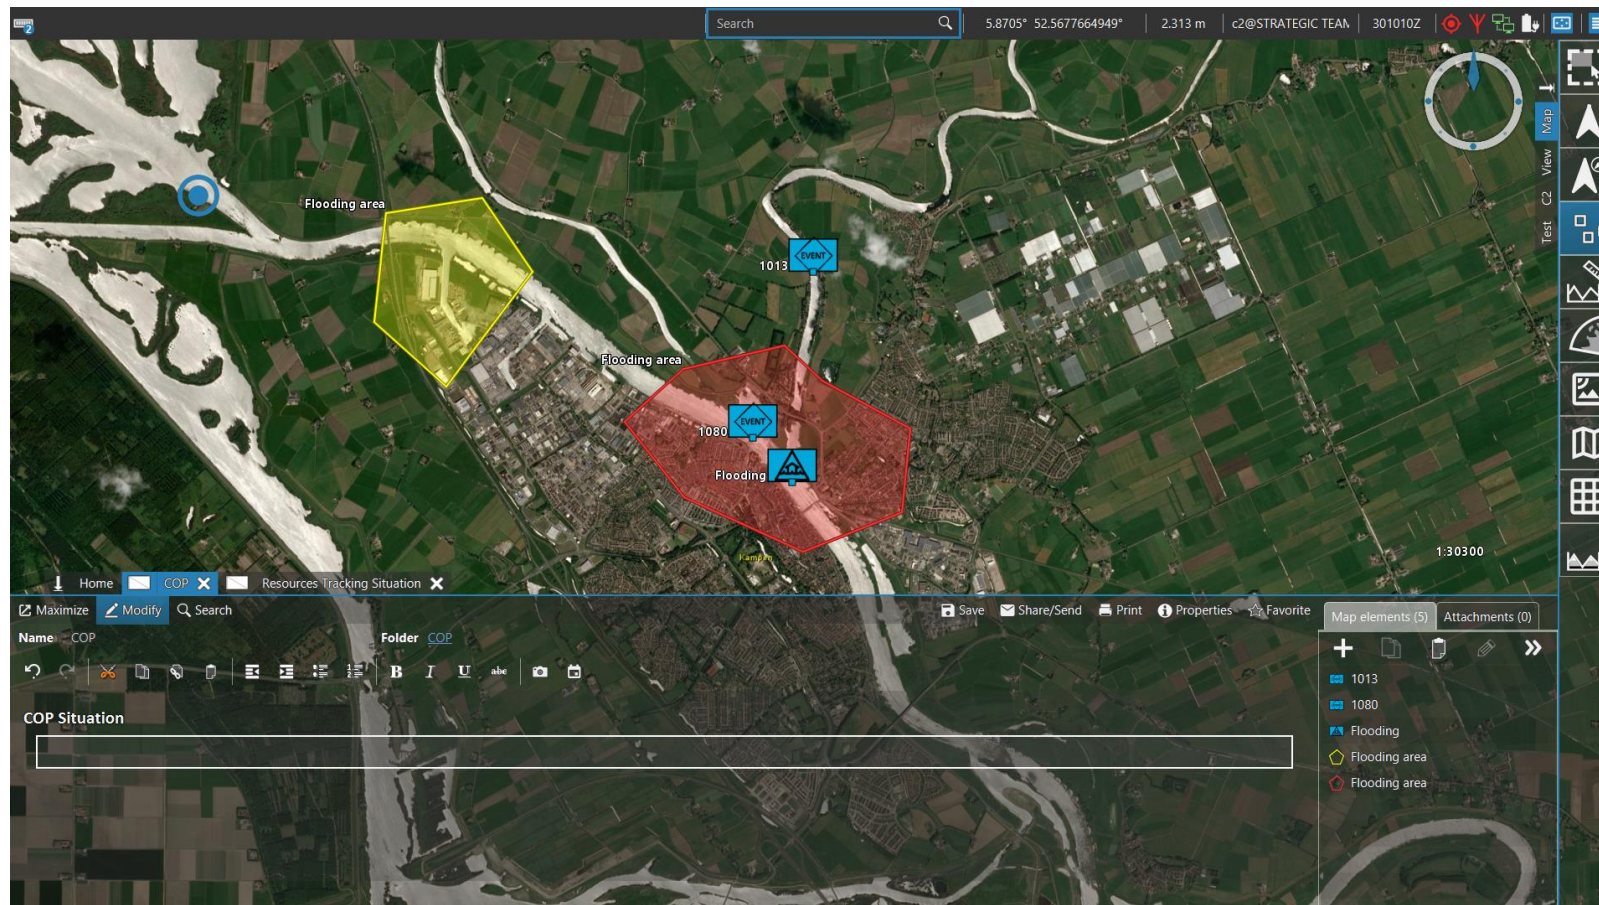 2
Search
5.8705° 52.5677664949°
2.313 m
c2@STRATEGIC TEAM
301010Z
Map
View
C2
Test
Flooding area
1013
EVENT
Flooding area
1080
EVENT
Flooding
Kampen
1:30300
Home
COP
Resources Tracking Situation
Maximize
Modify
Search
Save
Share/Send
Print
Properties
Favorite
Map elements (5)
Attachments (0)
Name COP
Folder COP
B I U abc
COP Situation
1013
1080
Flooding
Flooding area
Flooding area